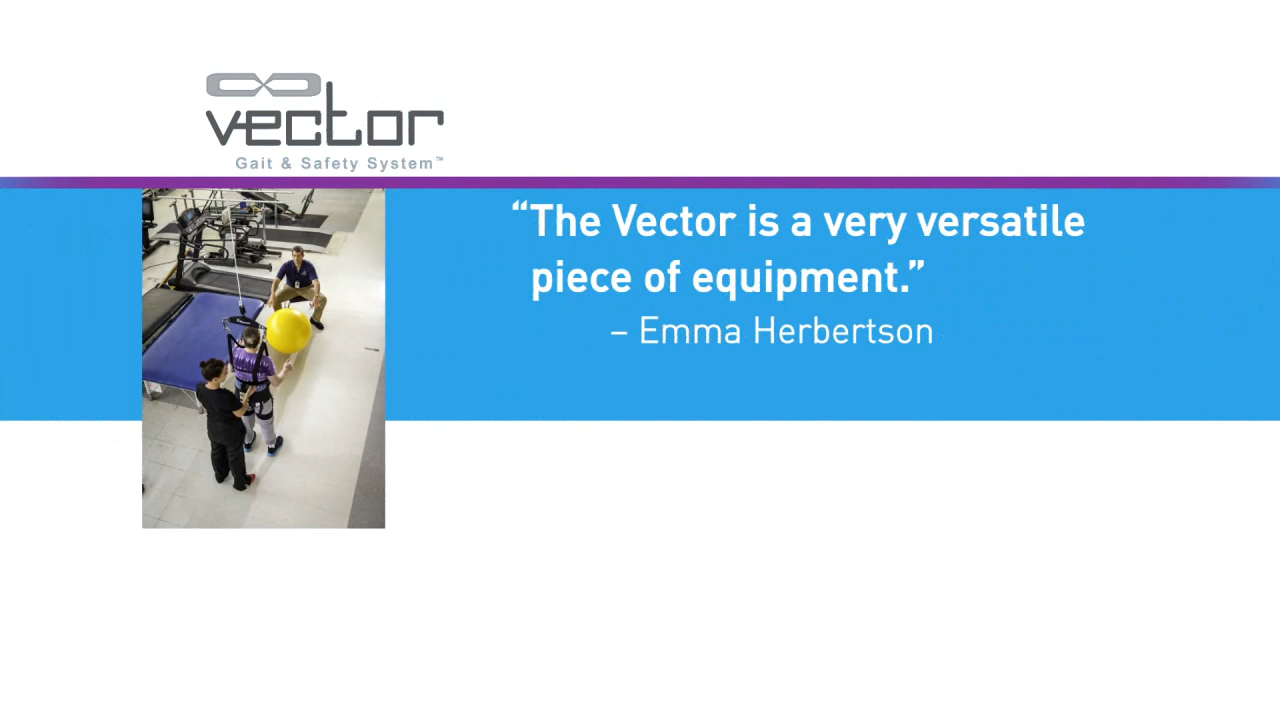 vector
Gait & Safety System™
“The Vector is a very versatile
piece of equipment.”
– Emma Herbertson